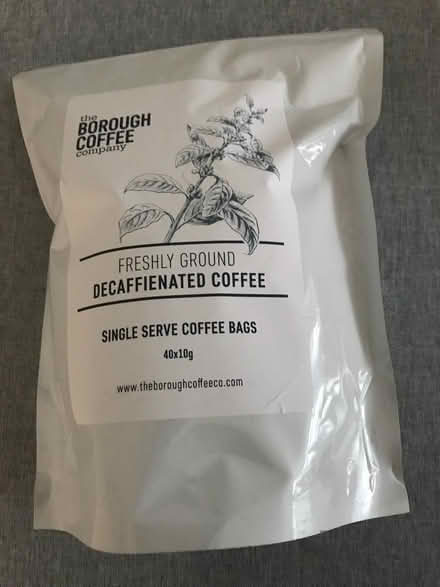 the
BOROUGH
COFFEE
company
FRESHLY GROUND
DECAFFIENATED COFFEE
SINGLE SERVE COFFEE BAGS
40x10g
www.theboroughcoffeeco.com